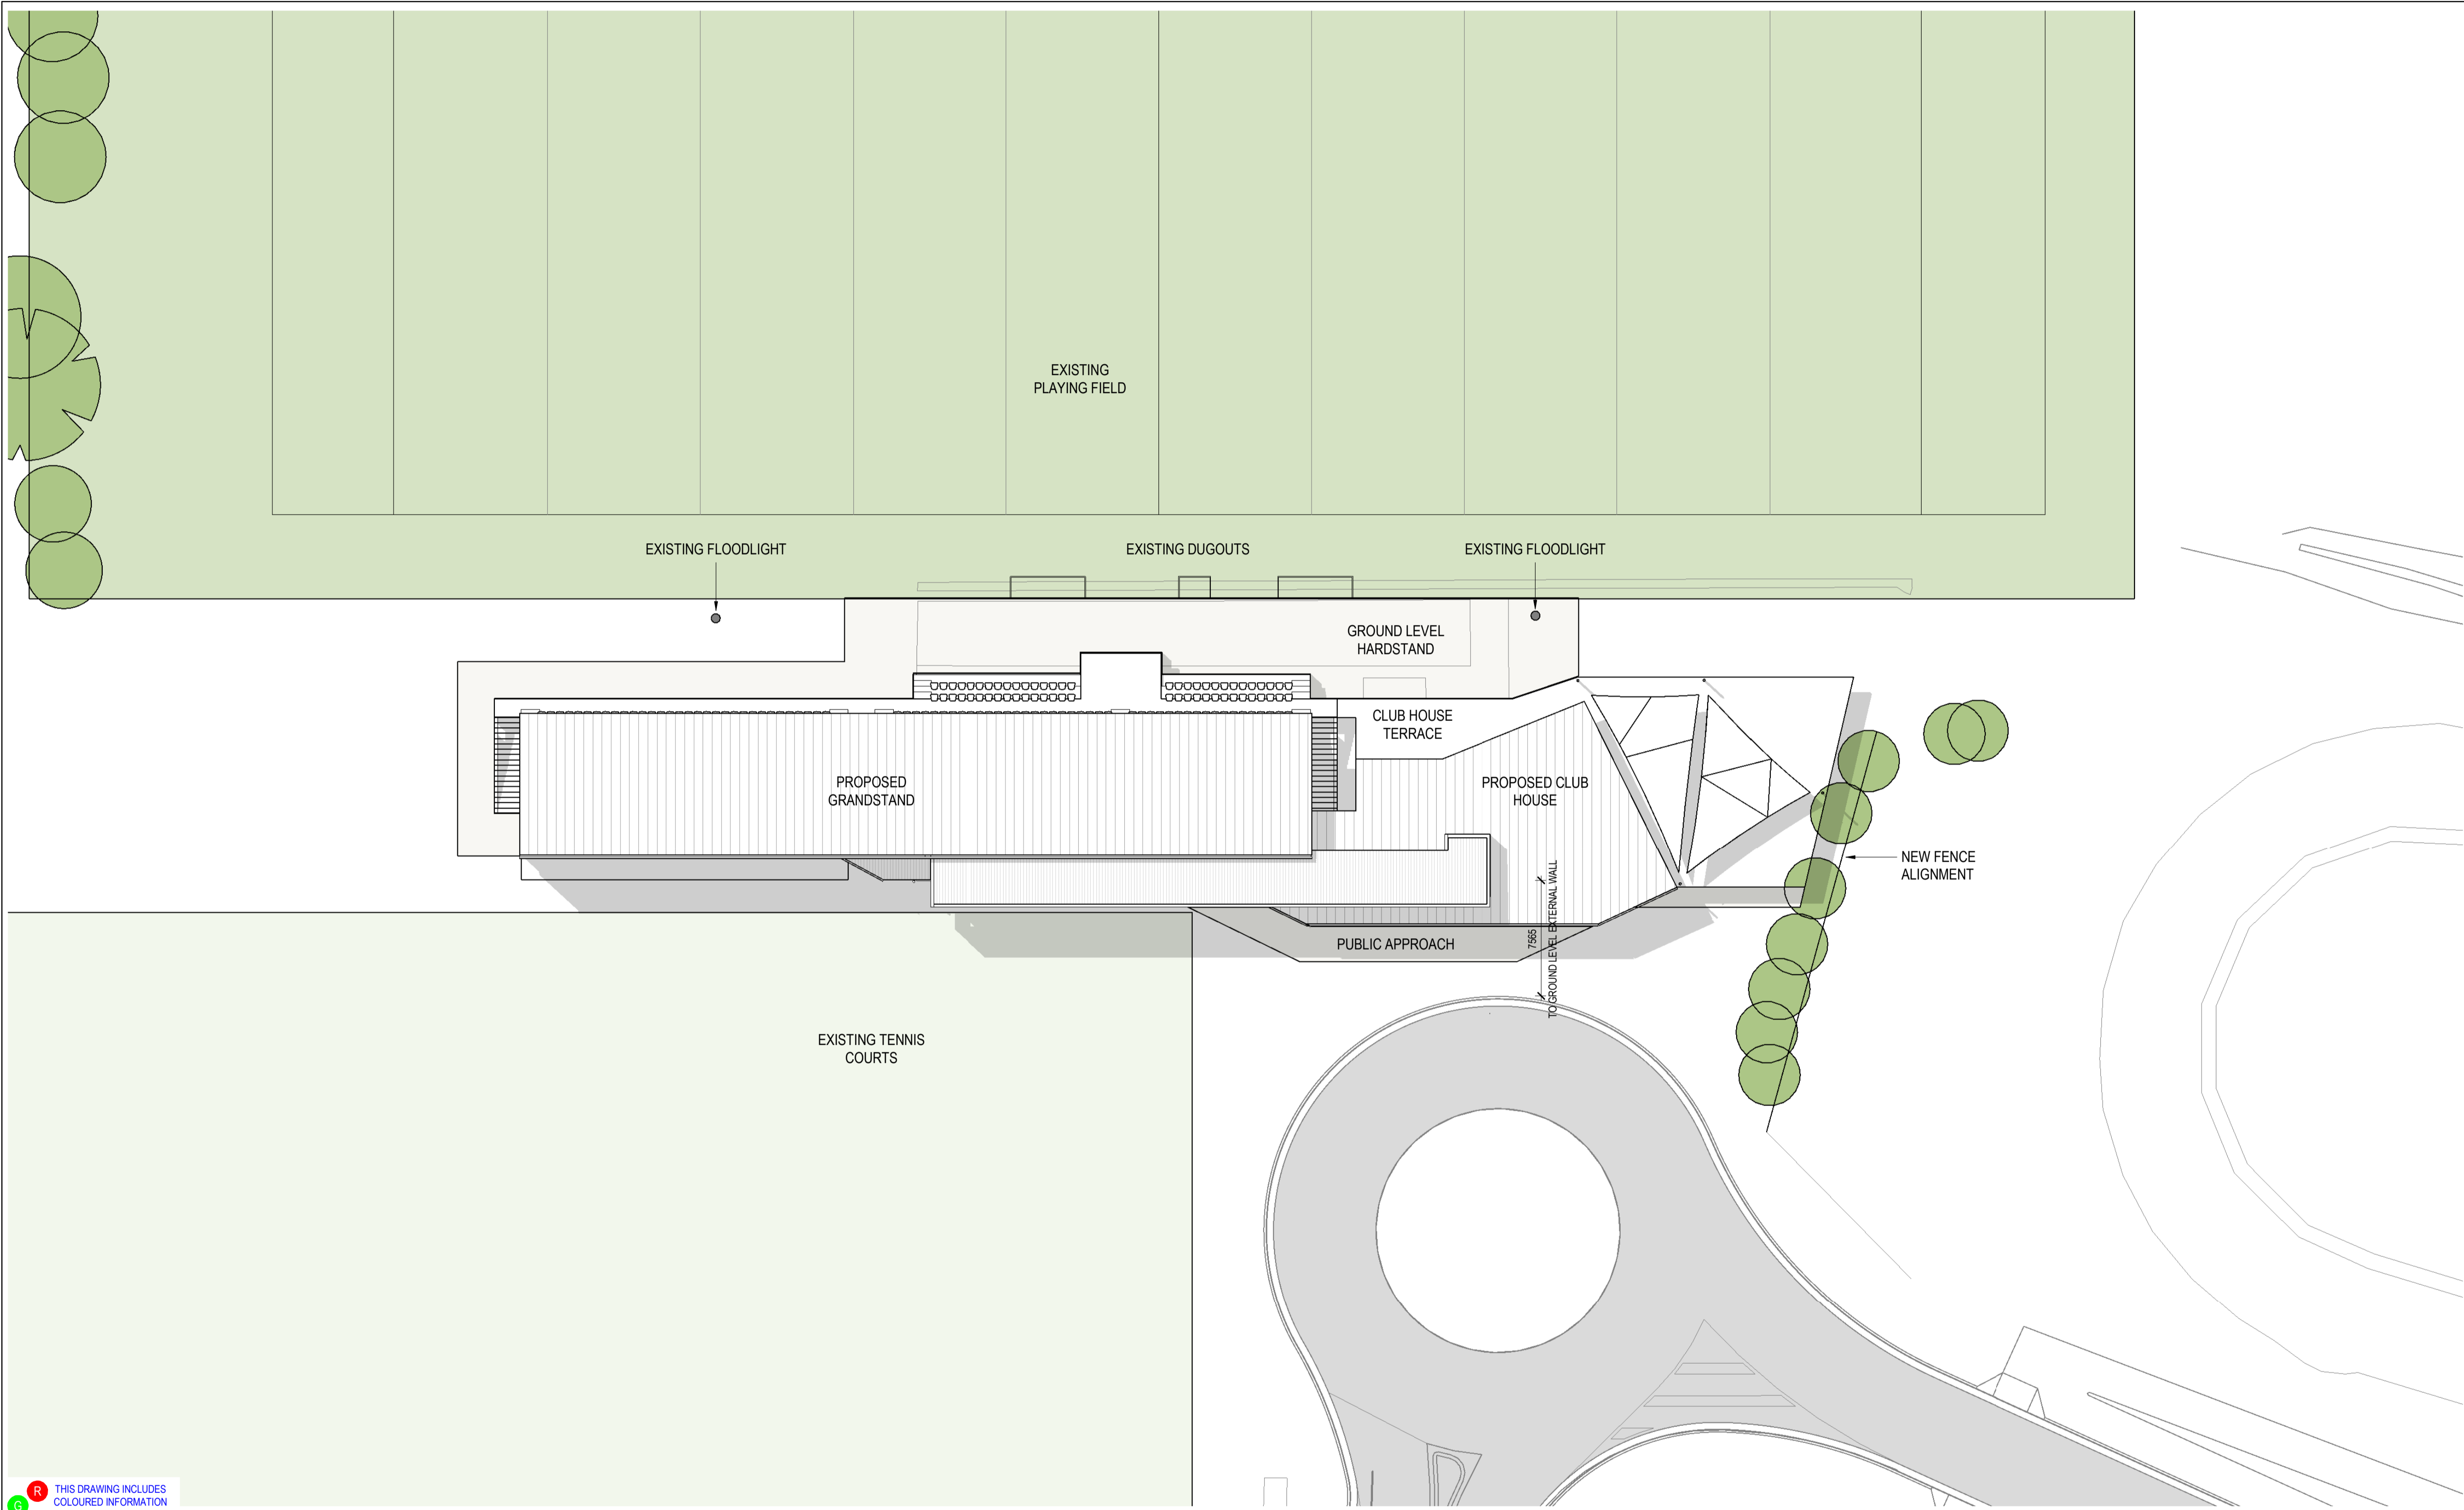 EXISTING
PLAYING FIELD
EXISTING FLOODLIGHT
EXISTING DUGOUTS
EXISTING FLOODLIGHT
GROUND LEVEL
HARDSTAND
CLUB HOUSE
TERRACE
PROPOSED
GRANDSTAND
PROPOSED CLUB
HOUSE
NEW FENCE
ALIGNMENT
7565
TO GROUND LEVEL EXTERNAL WALL
PUBLIC APPROACH
EXISTING TENNIS
COURTS
R
G
THIS DRAWING INCLUDES
COLOURED INFORMATION